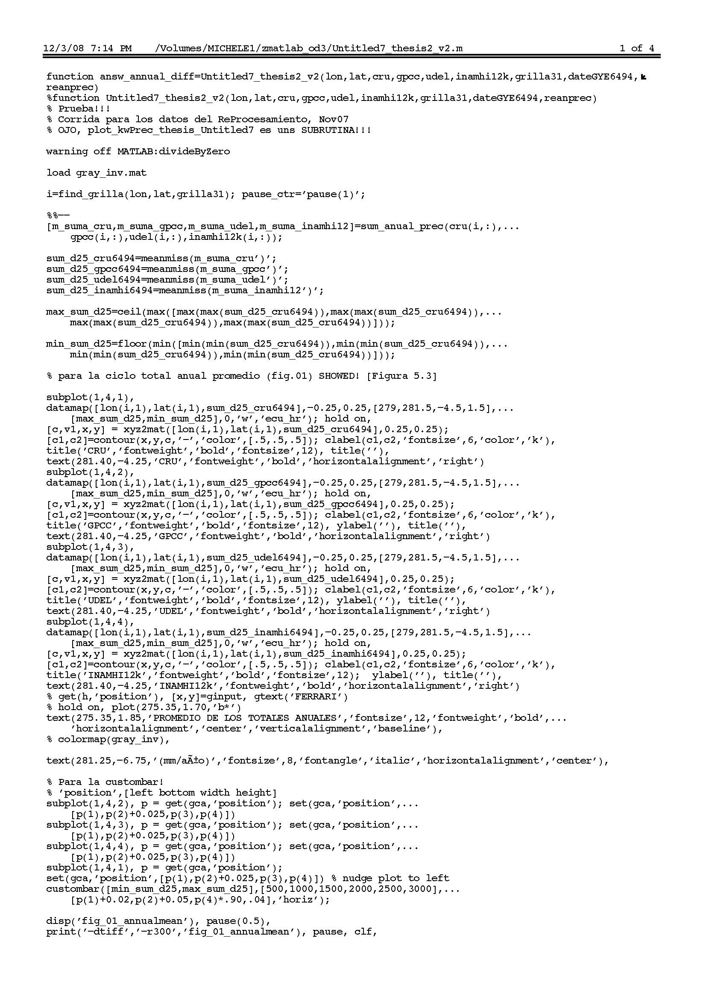 12/3/08 7:14 PM    /Volumes/MICHELE1/zmatlab_od3/Untitled7_thesis2_v2.m    1 of 4
function answ_annual_diff=Untitled7_thesis2_v2(lon,lat,cru,gpcc,udel,inamhi12k,grilla31,dateGYE6494,
reanprec)
%function Untitled7_thesis2_v2(lon,lat,cru,gpcc,udel,inamhi12k,grilla31,dateGYE6494,reanprec)
% Prueba!!!
% Corrida para los datos del ReProcesamiento, Nov07
% OJO, plot_kwPrec_thesis_Untitled7 es uns SUBRUTINA!!!
warning off MATLAB:divideByZero
load gray_inv.mat
i=find_grilla(lon,lat,grilla31); pause_ctr='pause(1)';
%%--
[m_suma_cru,m_suma_gpcc,m_suma_udel,m_suma_inamhi12]=sum_anual_prec(cru(i,:),...
    gpcc(i,:),udel(i,:),inamhi12k(i,:));
sum_d25_cru6494=meanmiss(m_suma_cru')';
sum_d25_gpcc6494=meanmiss(m_suma_gpcc')';
sum_d25_udel6494=meanmiss(m_suma_udel')';
sum_d25_inamhi6494=meanmiss(m_suma_inamhi12')';
max_sum_d25=ceil(max([max(max(sum_d25_cru6494)),max(max(sum_d25_cru6494)),...
    max(max(sum_d25_cru6494)),max(max(sum_d25_cru6494))]));
min_sum_d25=floor(min([min(min(sum_d25_cru6494)),min(min(sum_d25_cru6494)),...
    min(min(sum_d25_cru6494)),min(min(sum_d25_cru6494))]));
% para la ciclo total anual promedio (fig.01) SHOWED! [Figura 5.3]
subplot(1,4,1),
datamap([lon(i,1),lat(i,1),sum_d25_cru6494],-0.25,0.25,[279,281.5,-4.5,1.5],...
    [max_sum_d25,min_sum_d25],0,'w','ecu_hr'); hold on,
[c,v1,x,y] = xyz2mat([lon(i,1),lat(i,1),sum_d25_cru6494],0.25,0.25);
[c1,c2]=contour(x,y,c,'-','color',[.5,.5,.5]); clabel(c1,c2,'fontsize',6,'color','k'),
title('CRU','fontweight','bold','fontsize',12), title(''),
text(281.40,-4.25,'CRU','fontweight','bold','horizontalalignment','right')
subplot(1,4,2),
datamap([lon(i,1),lat(i,1),sum_d25_gpcc6494],-0.25,0.25,[279,281.5,-4.5,1.5],...
    [max_sum_d25,min_sum_d25],0,'w','ecu_hr'); hold on,
[c,v1,x,y] = xyz2mat([lon(i,1),lat(i,1),sum_d25_gpcc6494],0.25,0.25);
[c1,c2]=contour(x,y,c,'-','color',[.5,.5,.5]); clabel(c1,c2,'fontsize',6,'color','k'),
title('GPCC','fontweight','bold','fontsize',12), ylabel(''), title(''),
text(281.40,-4.25,'GPCC','fontweight','bold','horizontalalignment','right')
subplot(1,4,3),
datamap([lon(i,1),lat(i,1),sum_d25_udel6494],-0.25,0.25,[279,281.5,-4.5,1.5],...
    [max_sum_d25,min_sum_d25],0,'w','ecu_hr'); hold on,
[c,v1,x,y] = xyz2mat([lon(i,1),lat(i,1),sum_d25_udel6494],0.25,0.25);
[c1,c2]=contour(x,y,c,'-','color',[.5,.5,.5]); clabel(c1,c2,'fontsize',6,'color','k'),
title('UDEL','fontweight','bold','fontsize',12), ylabel(''), title(''),
text(281.40,-4.25,'UDEL','fontweight','bold','horizontalalignment','right')
subplot(1,4,4),
datamap([lon(i,1),lat(i,1),sum_d25_inamhi6494],-0.25,0.25,[279,281.5,-4.5,1.5],...
    [max_sum_d25,min_sum_d25],0,'w','ecu_hr'); hold on,
[c,v1,x,y] = xyz2mat([lon(i,1),lat(i,1),sum_d25_inamhi6494],0.25,0.25);
[c1,c2]=contour(x,y,c,'-','color',[.5,.5,.5]); clabel(c1,c2,'fontsize',6,'color','k'),
title('INAMHI12k','fontweight','bold','fontsize',12);  ylabel(''), title(''),
text(281.40,-4.25,'INAMHI12k','fontweight','bold','horizontalalignment','right')
% get(h,'position'), [x,y]=ginput, gtext('FERRARI')
% hold on, plot(275.35,1.70,'b*')
text(275.35,1.85,'PROMEDIO DE LOS TOTALES ANUALES','fontsize',12,'fontweight','bold',...
    'horizontalalignment','center','verticalalignment','baseline'),
% colormap(gray_inv),
text(281.25,-6.75,'(mm/aÃ±o)','fontsize',8,'fontangle','italic','horizontalalignment','center'),
% Para la custombar!
% 'position',[left bottom width height]
subplot(1,4,2), p = get(gca,'position'); set(gca,'position',...
    [p(1),p(2)+0.025,p(3),p(4)])
subplot(1,4,3), p = get(gca,'position'); set(gca,'position',...
    [p(1),p(2)+0.025,p(3),p(4)])
subplot(1,4,4), p = get(gca,'position'); set(gca,'position',...
    [p(1),p(2)+0.025,p(3),p(4)])
subplot(1,4,1), p = get(gca,'position');
set(gca,'position',[p(1),p(2)+0.025,p(3),p(4)]) % nudge plot to left
custombar([min_sum_d25,max_sum_d25],[500,1000,1500,2000,2500,3000],...
    [p(1)+0.02,p(2)+0.05,p(4)*.90,.04],'horiz');
disp('fig_01_annualmean'), pause(0.5),
print('-dtiff','-r300','fig_01_annualmean'), pause, clf,